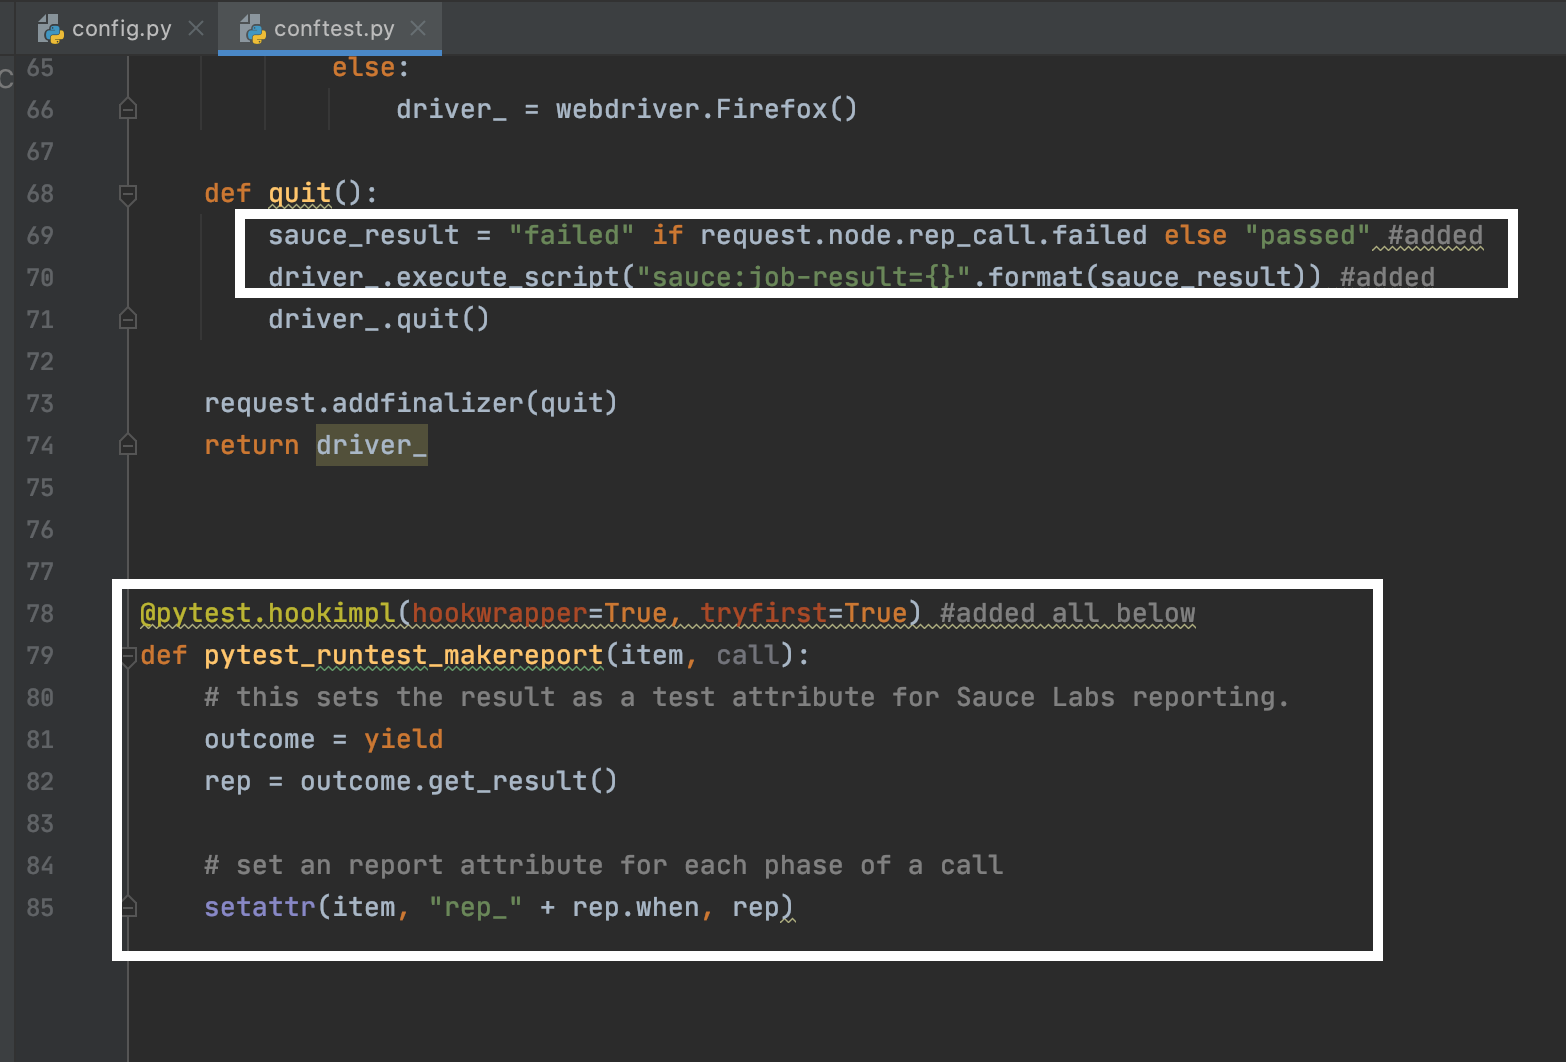 config.py conftest.py
65 else:
66 driver_ = webdriver.Firefox()
67
68 def quit():
69 sauce_result = "failed" if request.node.rep_call.failed else "passed" #added
70 driver_.execute_script("sauce:job-result={}".format(sauce_result)) #added
71 driver_.quit()
72
73 request.addfinalizer(quit)
74 return driver_
75
76
77
78 @pytest.hookimpl(hookwrapper=True, tryfirst=True) #added all below
79 def pytest_runtest_makereport(item, call):
80 # this sets the result as a test attribute for Sauce Labs reporting.
81 outcome = yield
82 rep = outcome.get_result()
83
84 # set an report attribute for each phase of a call
85 setattr(item, "rep_" + rep.when, rep)